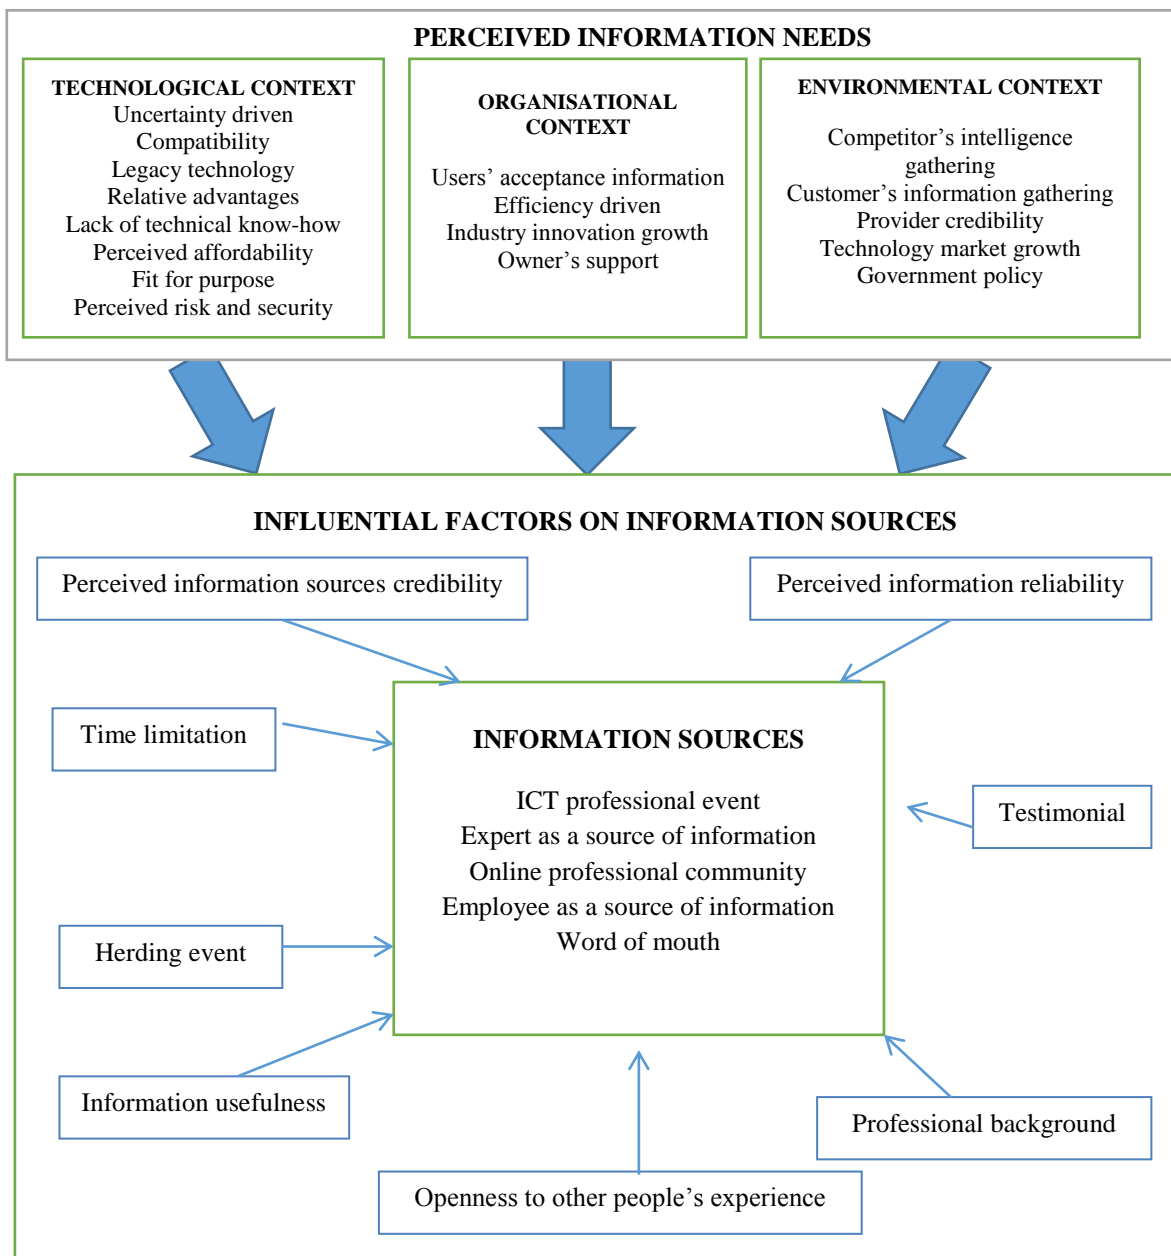 PERCEIVED INFORMATION NEEDS
TECHNOLOGICAL CONTEXT
Uncertainty driven
Compatibility
Legacy technology
Relative advantages
Lack of technical know-how
Perceived affordability
Fit for purpose
Perceived risk and security
ORGANISATIONAL
CONTEXT
Users’ acceptance information
Efficiency driven
Industry innovation growth
Owner’s support
ENVIRONMENTAL CONTEXT
Competitor’s intelligence
gathering
Customer’s information gathering
Provider credibility
Technology market growth
Government policy
INFLUENTIAL FACTORS ON INFORMATION SOURCES
Perceived information sources credibility
Perceived information reliability
Time limitation
INFORMATION SOURCES
ICT professional event
Expert as a source of information
Online professional community
Employee as a source of information
Word of mouth
Testimonial
Herding event
Information usefulness
Professional background
Openness to other people’s experience